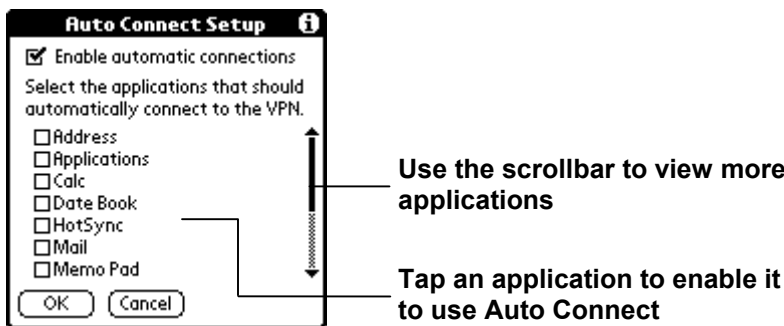 Auto Connect Setup
Enable automatic connections
Select the applications that should
automatically connect to the VPN.
Address
Applications
Calc
Date Book
HotSync
Mail
Memo Pad
OK Cancel
Use the scrollbar to view more
applications
Tap an application to enable it
to use Auto Connect